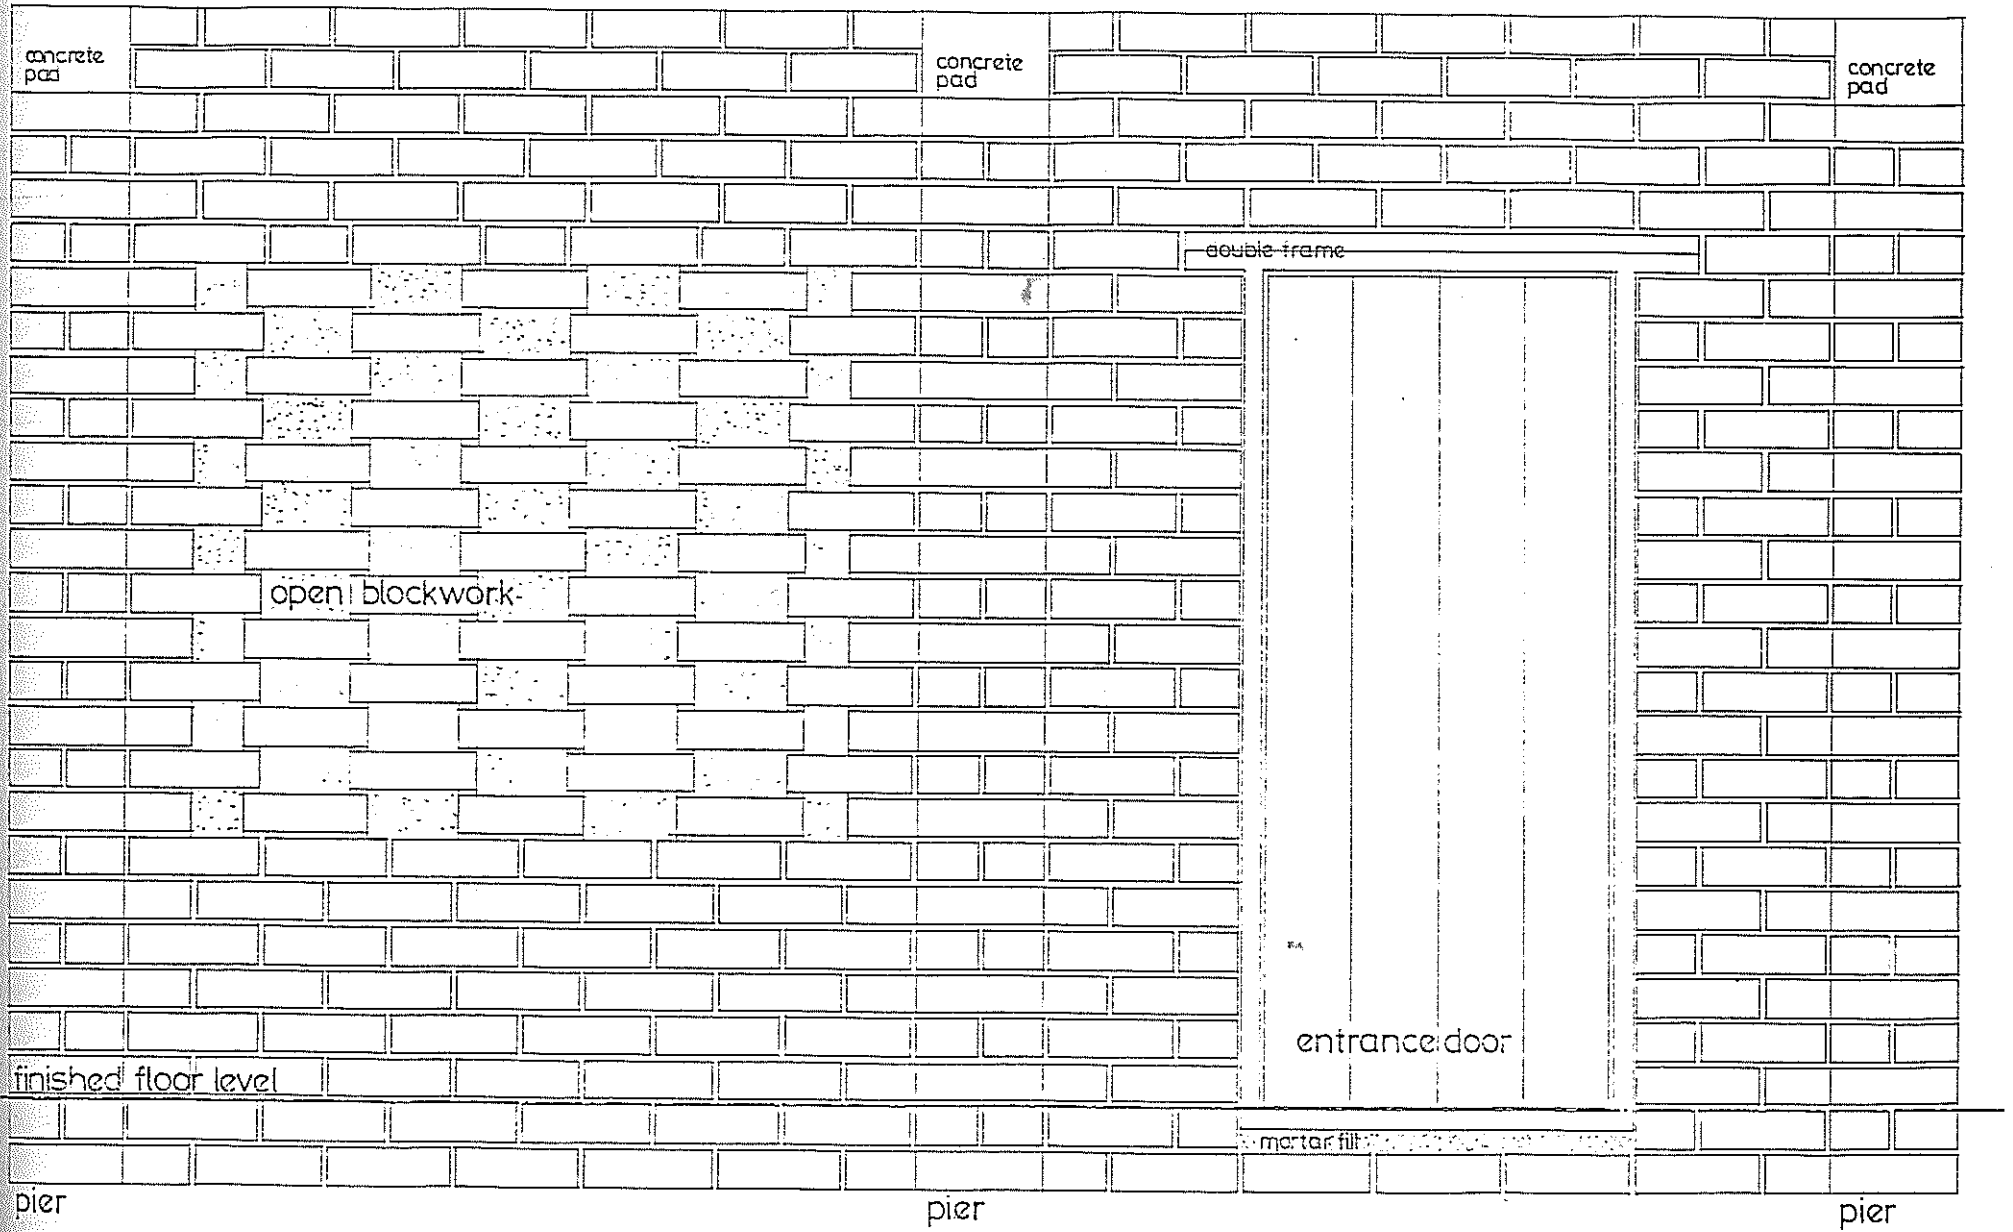 concrete
pad
concrete
pad
concrete
pad
double frame
open blockwork
entrance door
finished floor level
mortar fill
pier
pier
pier